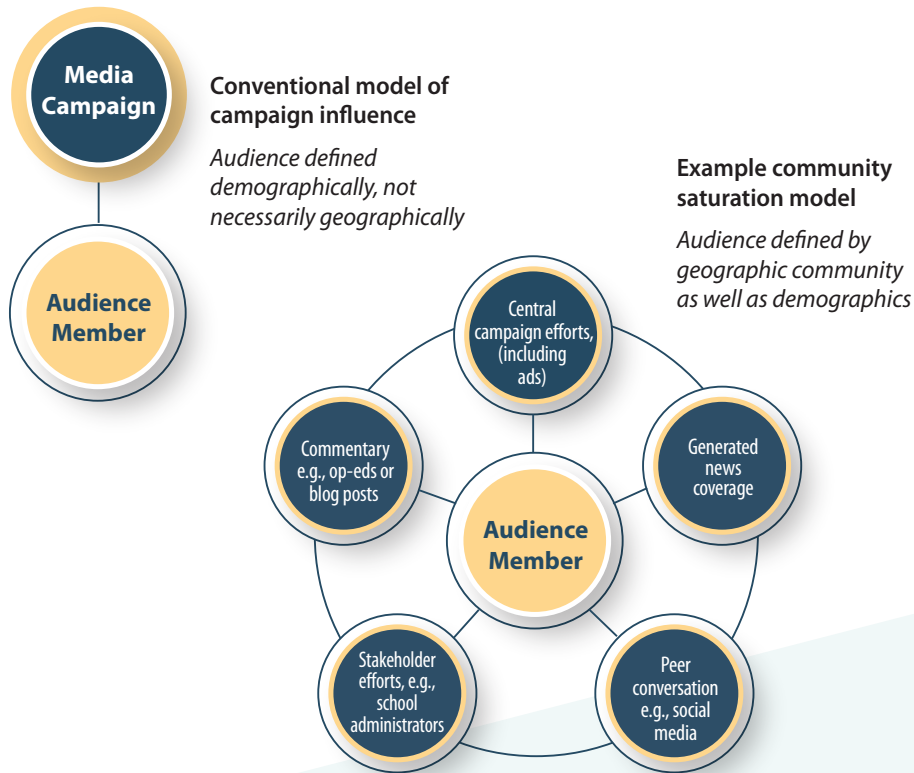 Media
Campaign
Conventional model of
campaign influence
Audience defined
demographically, not
necessarily geographically
Audience
Member
Example community
saturation model
Audience defined by
geographic community
as well as demographics
Central
campaign efforts,
(including
ads)
Commentary
e.g., op-eds or
blog posts
Generated
news
coverage
Audience
Member
Stakeholder
efforts, e.g.,
school
administrators
Peer
conversation
e.g., social
media